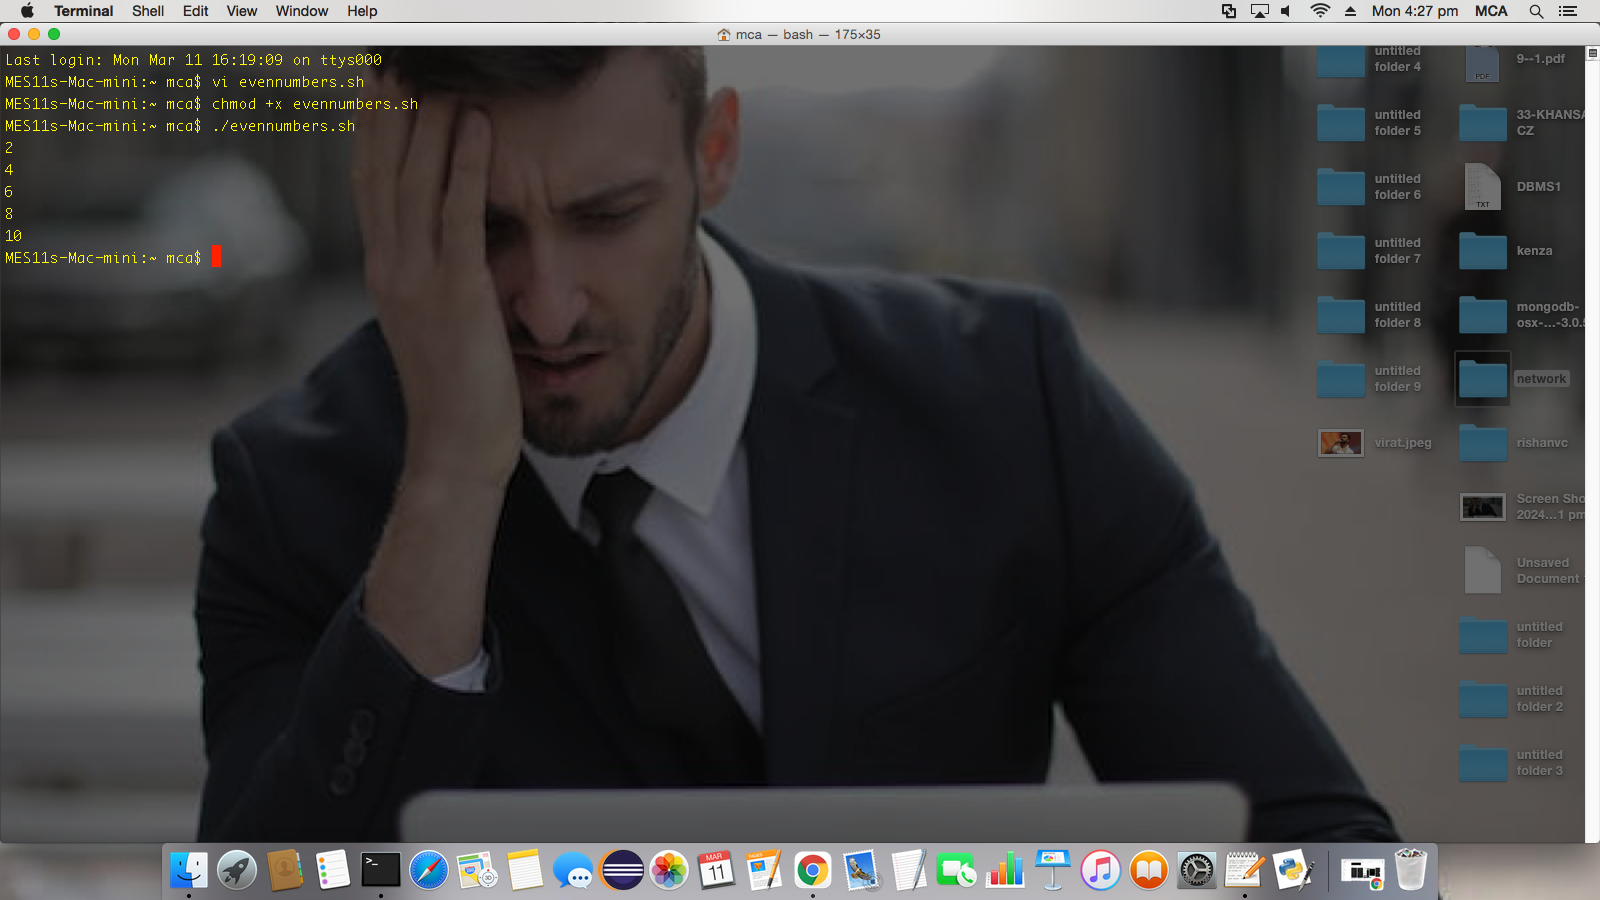 Terminal Shell Edit View Window Help
Mon 4:27 pm MCA
mca — bash — 175×35
Last login: Mon Mar 11 16:19:09 on ttys000
MES11s-Mac-mini:~ mca$ vi evennumbers.sh
MES11s-Mac-mini:~ mca$ chmod +x evennumbers.sh
MES11s-Mac-mini:~ mca$ ./evennumbers.sh
2
4
6
8
10
MES11s-Mac-mini:~ mca$
untitled
folder 4
untitled
folder 5
untitled
folder 6
untitled
folder 7
untitled
folder 8
untitled
folder 9
virat.jpeg
PDF
9--1.pdf
33-KHANSA
CZ
TXT
DBMS1
kenza
mongodb-
osx-...-3.0.5
network
rishanvc
Screen Sho
2024...1 pm
Unsaved
Document
untitled
folder
untitled
folder 2
untitled
folder 3
>_
MAR
11